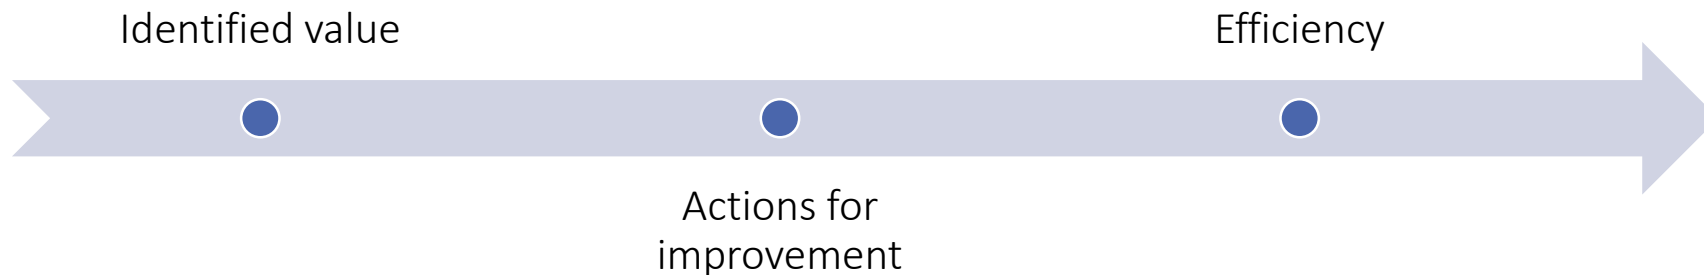 Identified value
Efficiency
Actions for
improvement